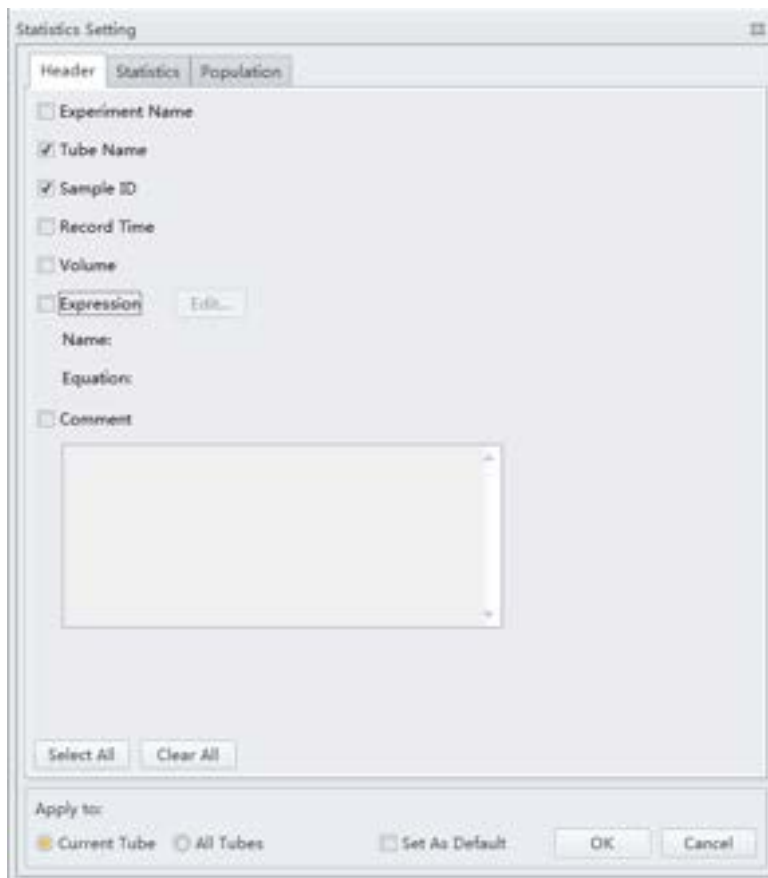 Statistics Setting
Header Statistics Population
Experiment Name
Tube Name
Sample ID
Record Time
Volume
Expression Edit...
Name:
Equation:
Comment
Select All Clear All
Apply to:
Current Tube All Tubes Set As Default OK Cancel